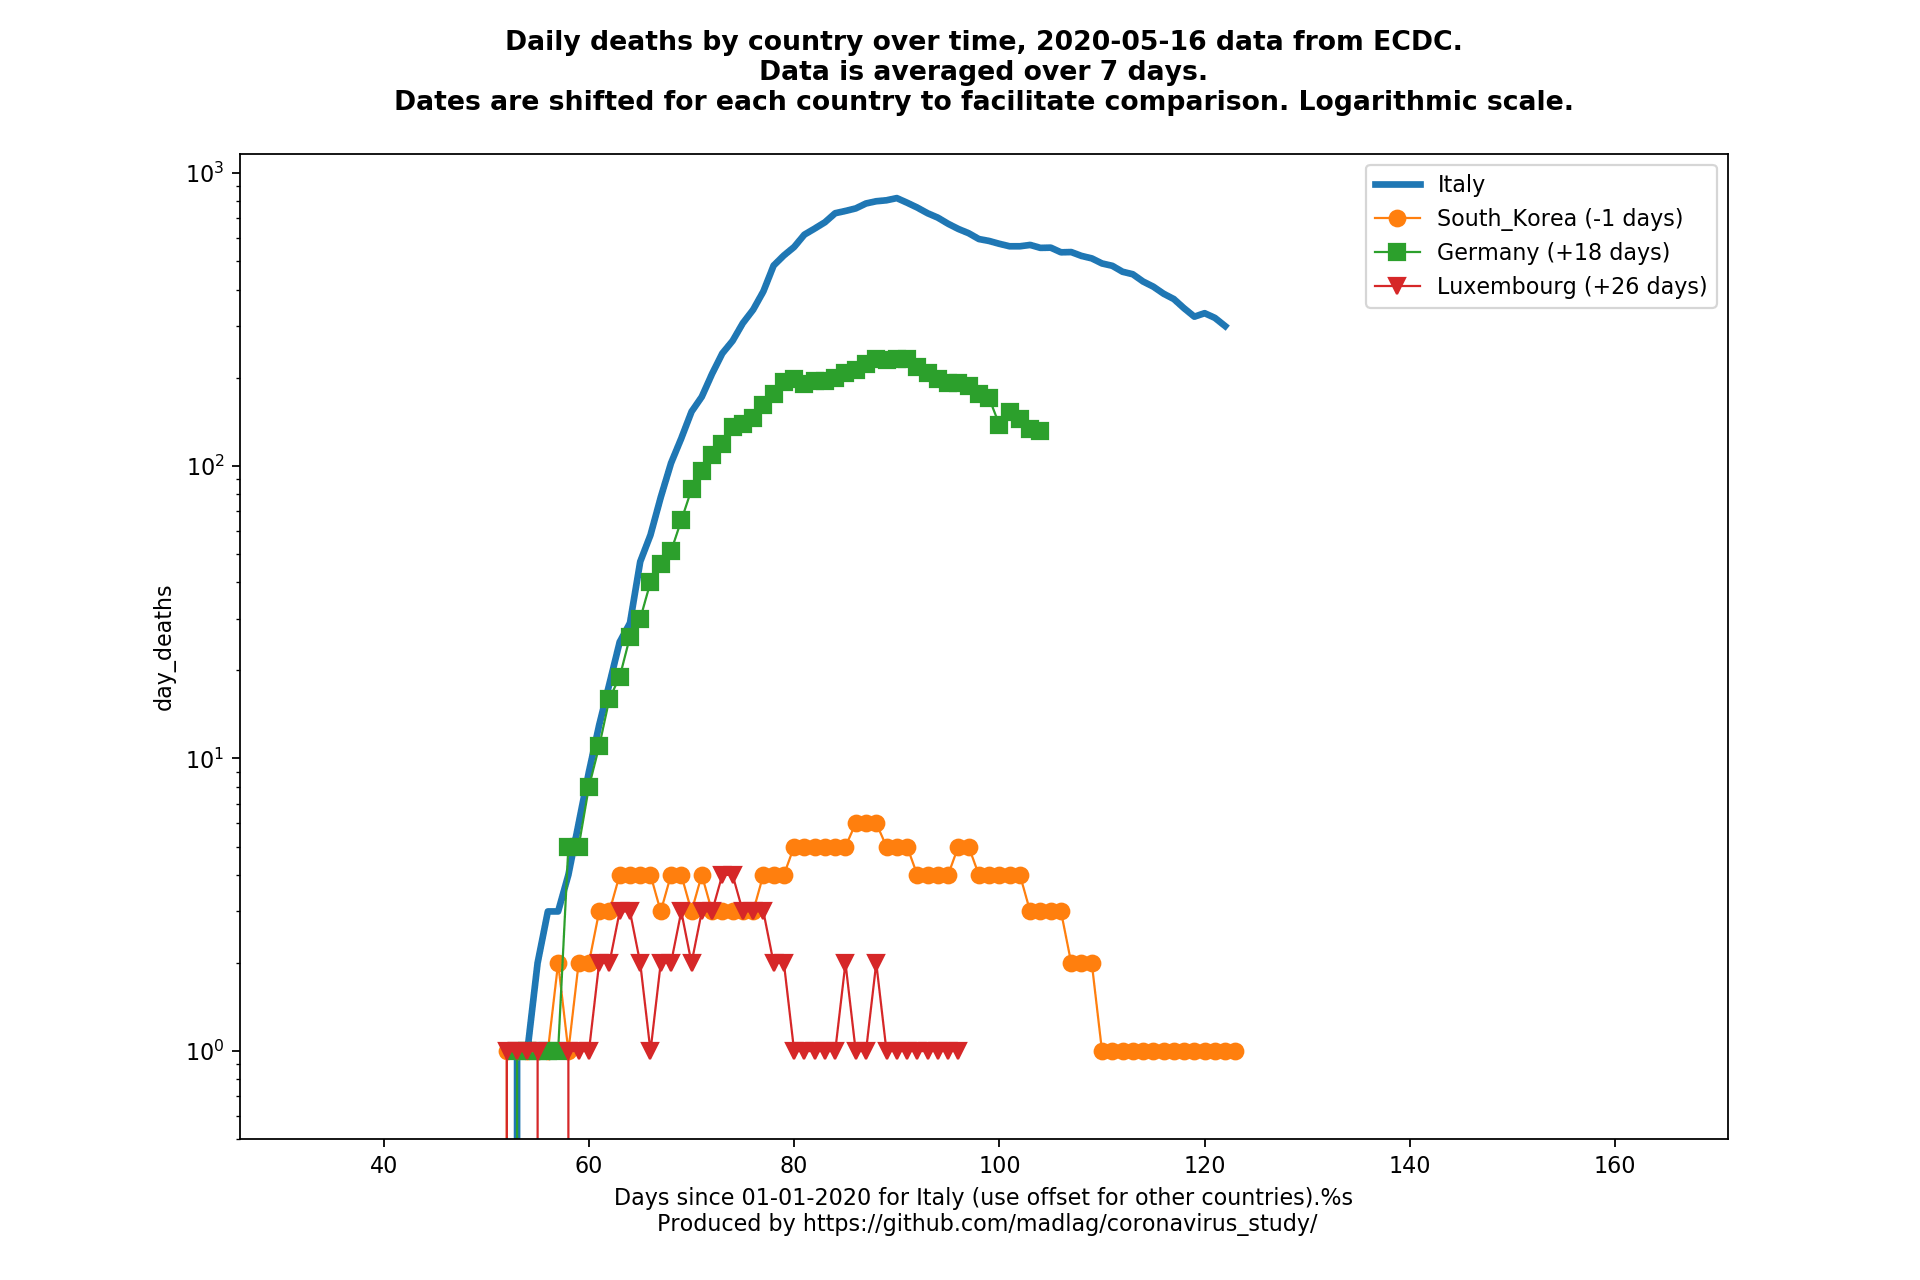 Daily deaths by country over time, 2020-05-16 data from ECDC.
Data is averaged over 7 days.
Dates are shifted for each country to facilitate comparison. Logarithmic scale.
10³
Italy
South_Korea (-1 days)
Germany (+18 days)
Luxembourg (+26 days)
10²
day_deaths
10¹
10⁰
40 60 80 100 120 140 160
Days since 01-01-2020 for Italy (use offset for other countries).%s
Produced by https://github.com/madlag/coronavirus_study/